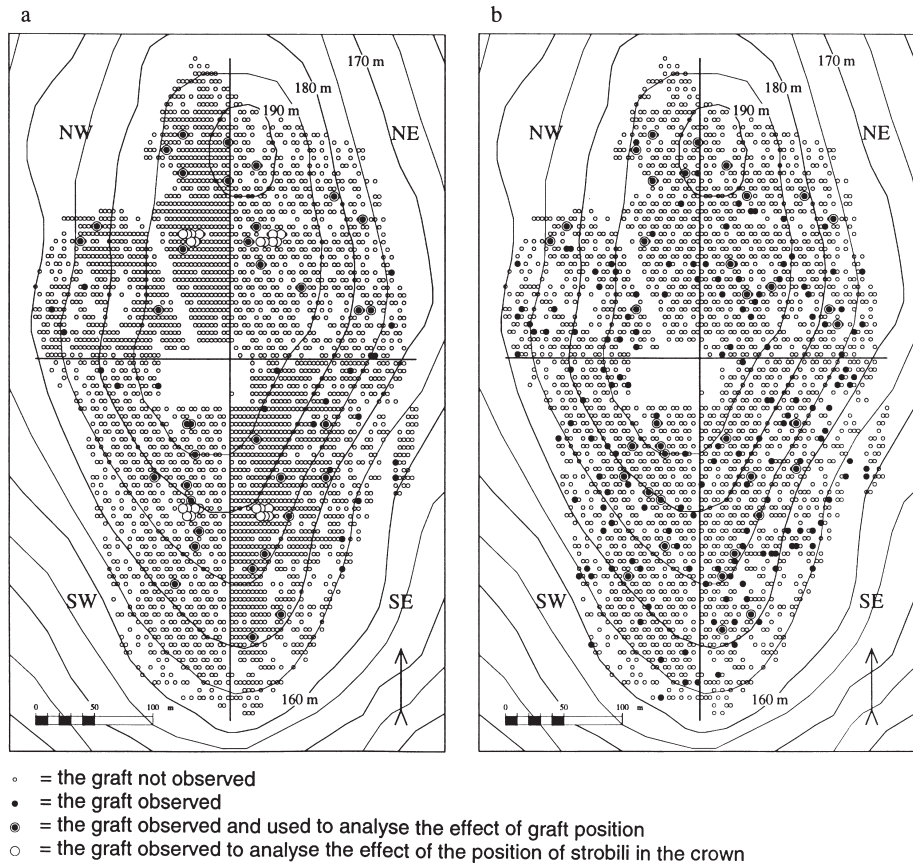 a
b
170 m
170 m
180 m
180 m
190 m
190 m
NW
NE
NW
NE
SW
SE
SW
SE
160 m
160 m
0 50 100 m
0 50 100 m
= the graft not observed
= the graft observed
= the graft observed and used to analyse the effect of graft position
= the graft observed to analyse the effect of the position of strobili in the crown